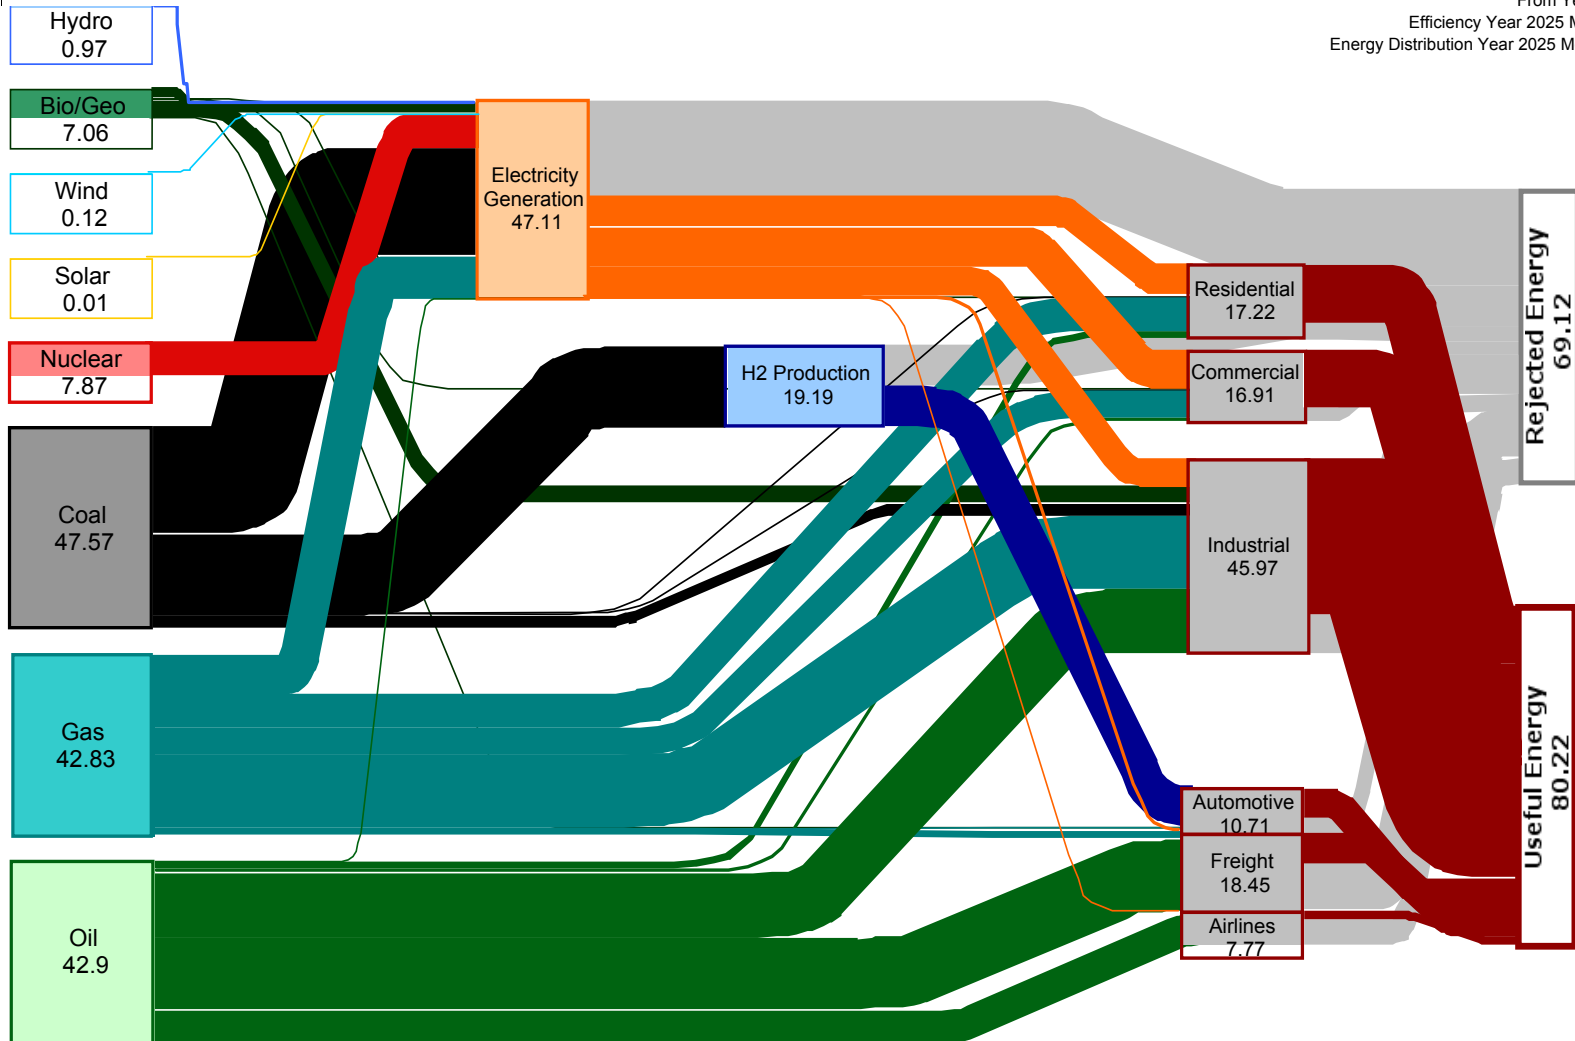 From Ye
Efficiency Year 2025 M
Energy Distribution Year 2025 M
Hydro
0.97
Bio/Geo
7.06
Wind
0.12
Solar
0.01
Nuclear
7.87
Coal
47.57
Gas
42.83
Oil
42.9
Electricity
Generation
47.11
H2 Production
19.19
Residential
17.22
Commercial
16.91
Industrial
45.97
Automotive
10.71
Freight
18.45
Airlines
7.77
Rejected Energy
69.12
Useful Energy
80.22